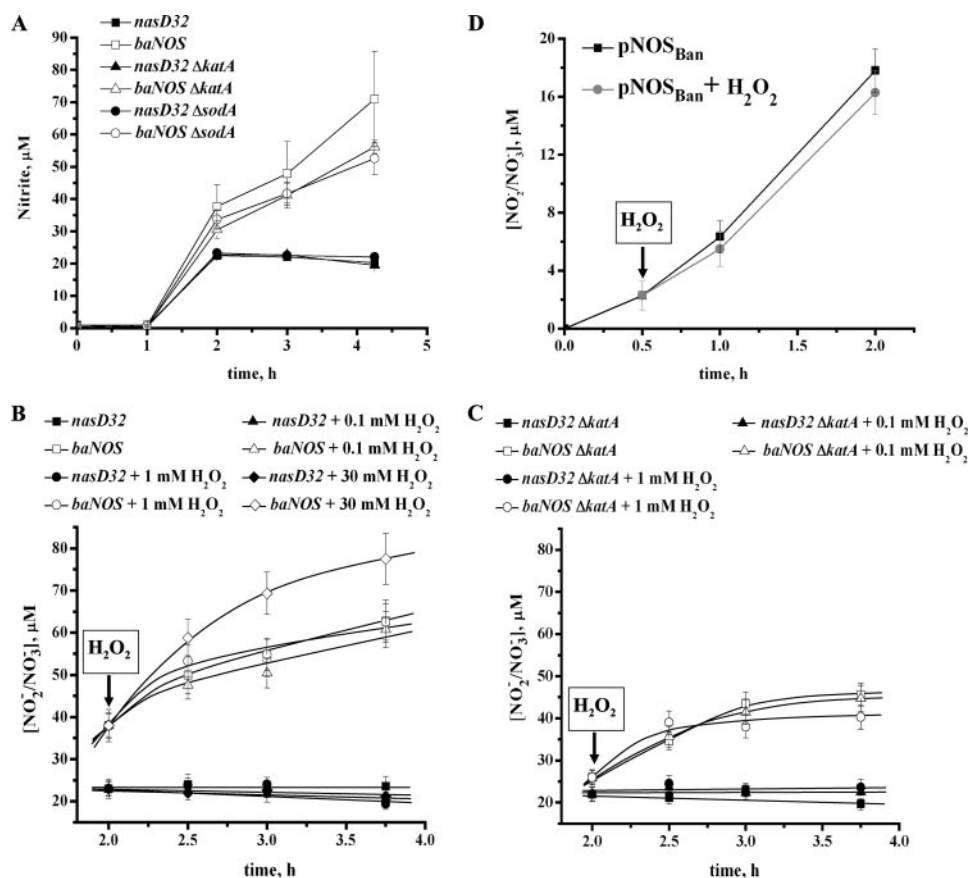 A
nasD32
baNOS
nasD32 ΔkatA
baNOS ΔkatA
nasD32 ΔsodA
baNOS ΔsodA
Nitrite, μM
90
80
70
60
50
40
30
20
10
0
0 1 2 3 4 5
time, h
D
pNOS_Ban
pNOS_Ban + H₂O₂
[NO₂⁻/NO₃⁻], μM
20
16
12
8
4
0
H₂O₂
0.0 0.5 1.0 1.5 2.0
time, h
B
nasD32
baNOS
nasD32 + 1 mM H₂O₂
baNOS + 1 mM H₂O₂
nasD32 + 0.1 mM H₂O₂
baNOS + 0.1 mM H₂O₂
nasD32 + 30 mM H₂O₂
baNOS + 30 mM H₂O₂
[NO₂⁻/NO₃⁻], μM
80
70
60
50
40
30
20
H₂O₂
2.0 2.5 3.0 3.5 4.0
time, h
C
nasD32 ΔkatA
baNOS ΔkatA
nasD32 ΔkatA + 1 mM H₂O₂
baNOS ΔkatA + 1 mM H₂O₂
nasD32 ΔkatA + 0.1 mM H₂O₂
baNOS ΔkatA + 0.1 mM H₂O₂
[NO₂⁻/NO₃⁻], μM
80
70
60
50
40
30
20
H₂O₂
2.0 2.5 3.0 3.5 4.0
time, h